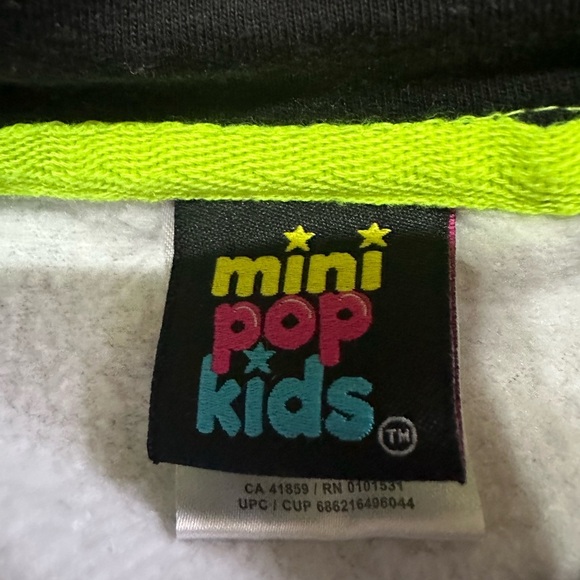 mini
pop
kids
TM
CA 41859 / RN 0101531
UPC / CUP 686216496044